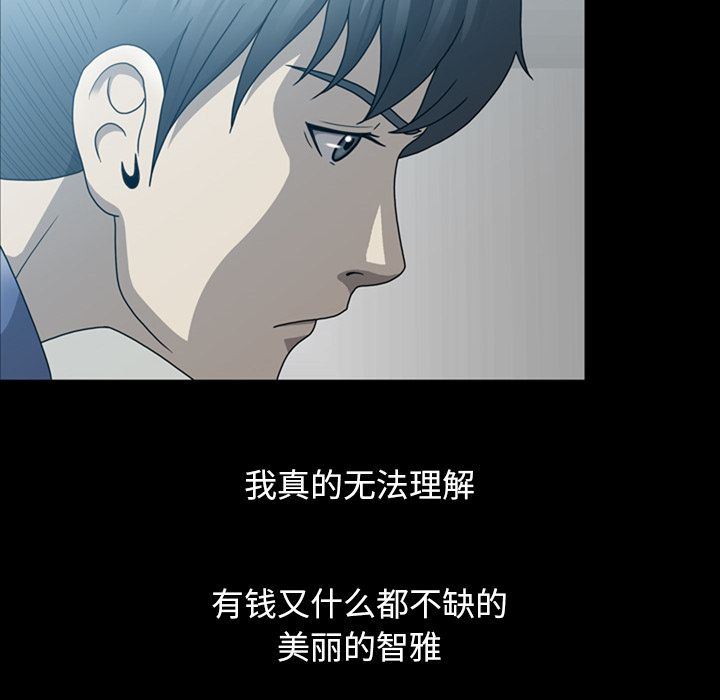 我真的无法理解
有钱又什么都不缺的
美丽的智雅